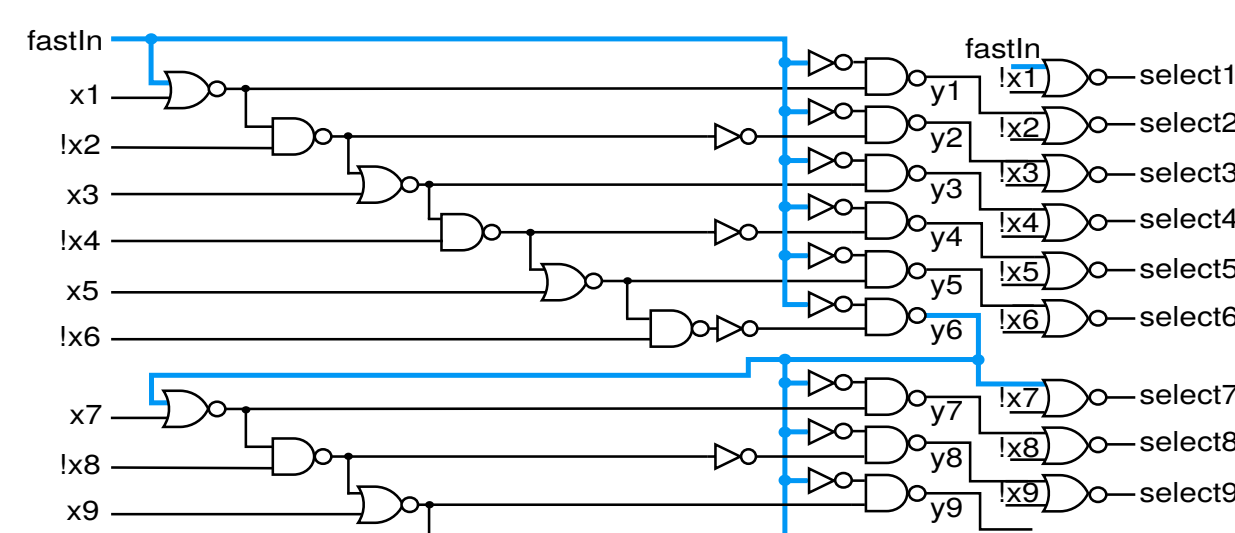 fastIn
x1
!x2
x3
!x4
x5
!x6
x7
!x8
x9
y1
y2
y3
y4
y5
y6
y7
y8
y9
fastIn
!x1
select1
!x2
select2
!x3
select3
!x4
select4
!x5
select5
!x6
select6
!x7
select7
!x8
select8
!x9
select9